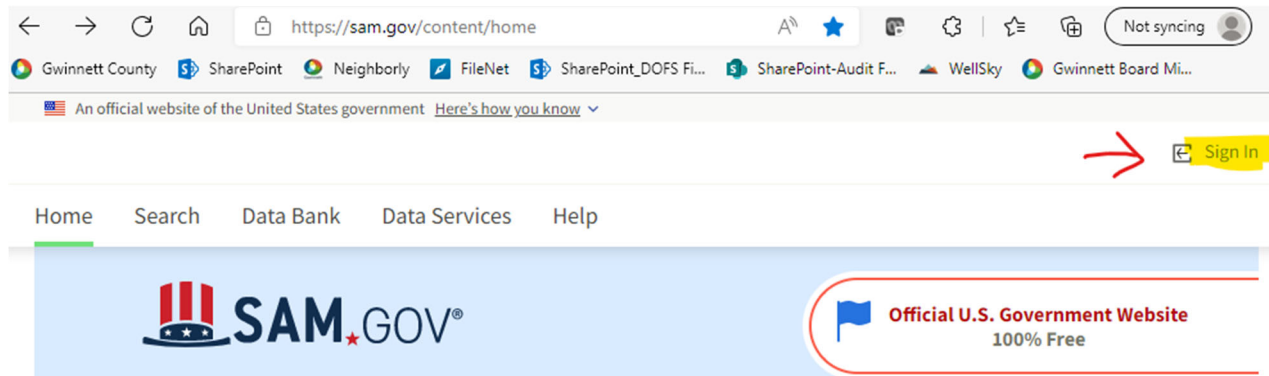 https://sam.gov/content/home A Not syncing
Gwinnett County SharePoint Neighborly FileNet SharePoint_DOFS Fi... SharePoint-Audit F... WellSky Gwinnett Board Mi...
An official website of the United States government Here's how you know
Sign In
Home Search Data Bank Data Services Help
SAM.GOV®
Official U.S. Government Website
100% Free